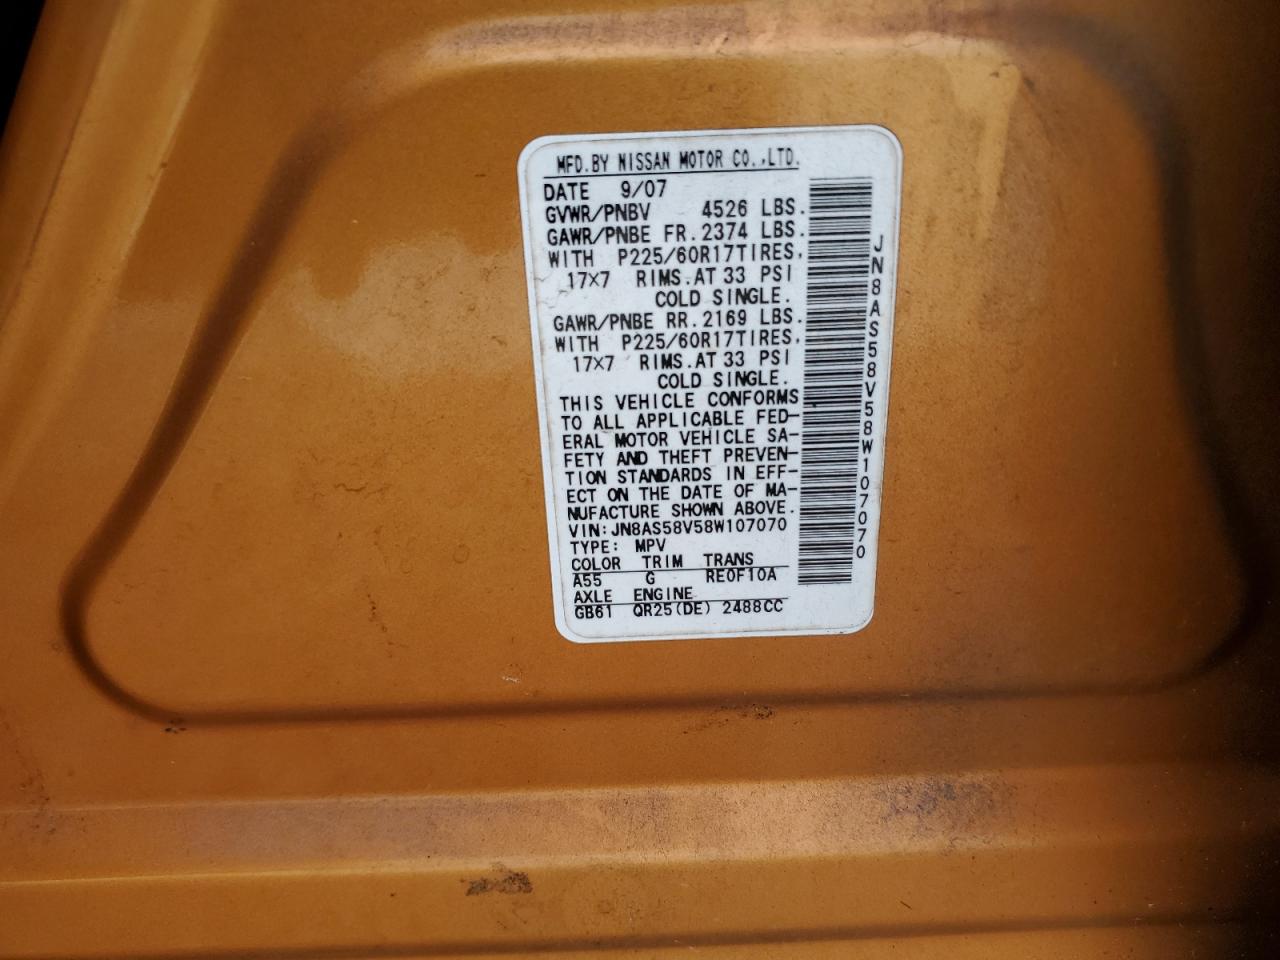 MFD.BY NISSAN MOTOR CO.,LTD.
DATE 9/07
GVWR/PNBV 4526 LBS.
GAWR/PNBE FR.2374 LBS.
WITH P225/60R17TIRES,
17×7 RIMS.AT 33 PSI
COLD SINGLE.
GAWR/PNBE RR.2169 LBS.
WITH P225/60R17TIRES,
17×7 RIMS.AT 33 PSI
COLD SINGLE.
THIS VEHICLE CONFORMS
TO ALL APPLICABLE FED-
ERAL MOTOR VEHICLE SA-
FETY AND THEFT PREVEN-
TION STANDARDS IN EFF-
ECT ON THE DATE OF MA-
NUFACTURE SHOWN ABOVE.
VIN:JN8AS58V58W107070
TYPE: MPV
COLOR TRIM TRANS
A55 G RE0F10A
AXLE ENGINE
GB61 QR25(DE) 2488CC
JN8AS58V58W107070